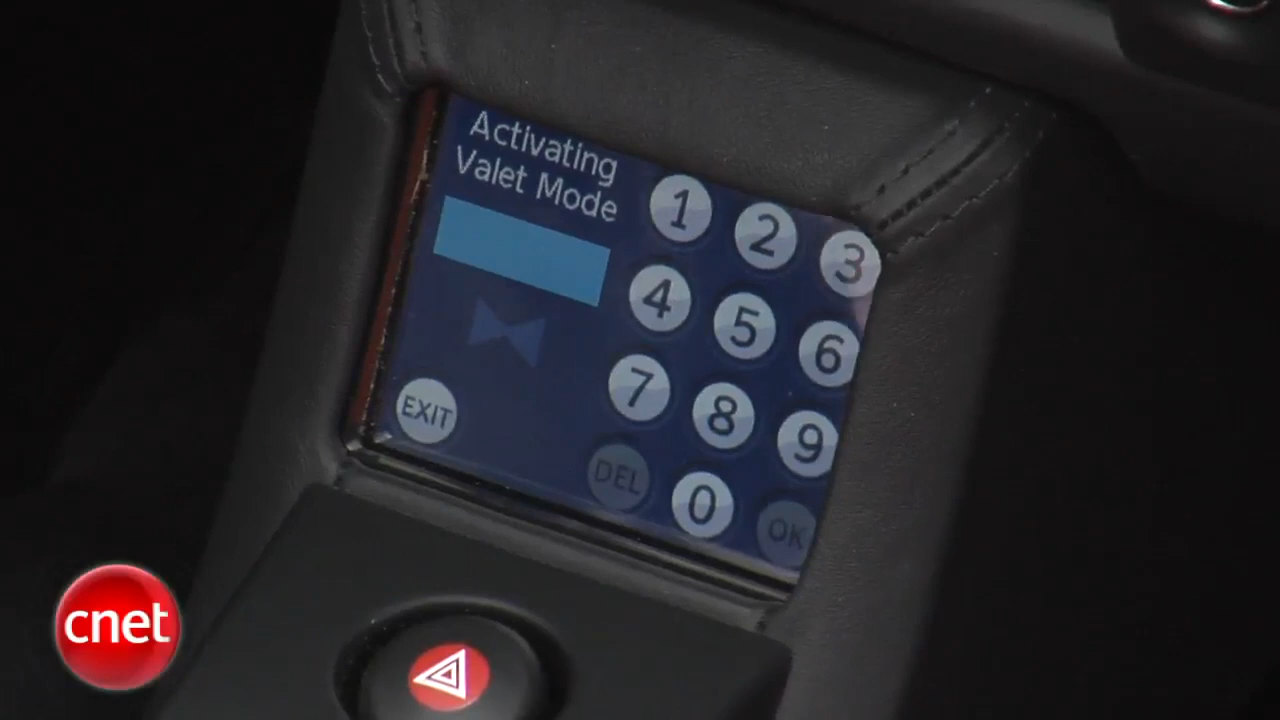 Activating
Valet Mode
1 2 3
4 5 6
7 8 9
EXIT
DEL 0 OK
cnet